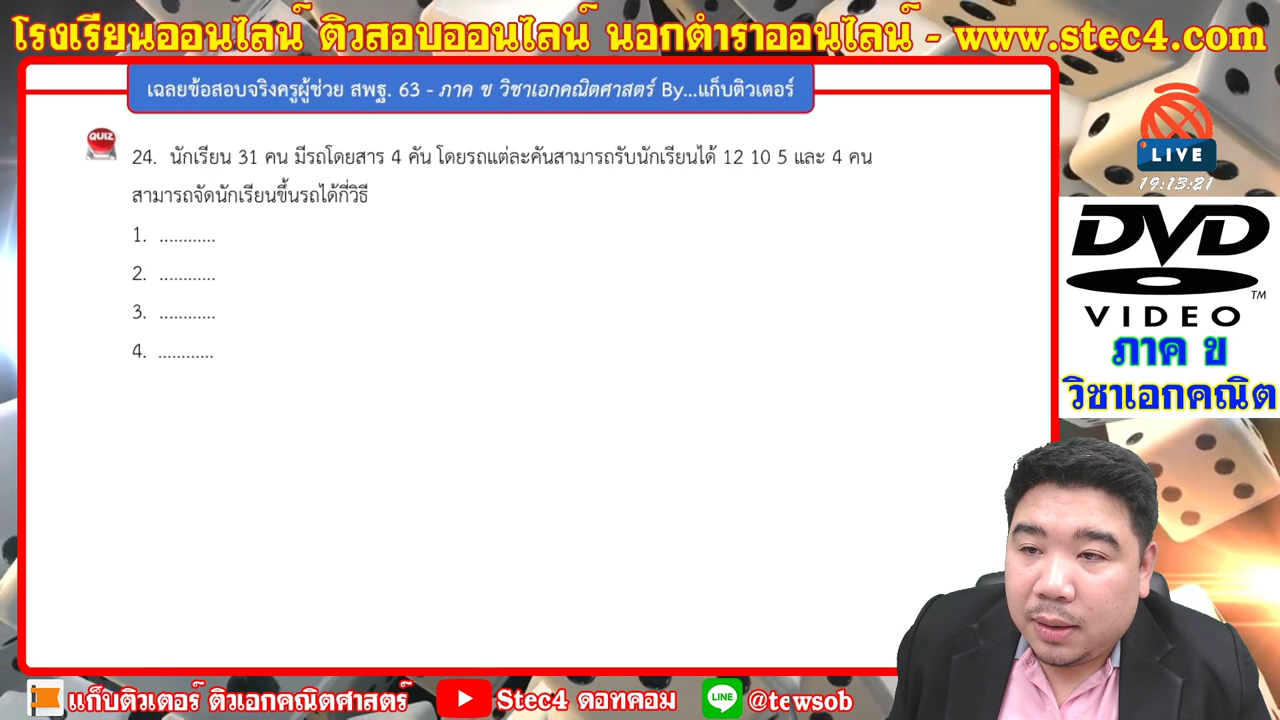 โรงเรียนออนไลน์ ติวสอบออนไลน์ นอกตำราออนไลน์ - www.stec4.com
เฉลยข้อสอบจริงครูผู้ช่วย สพฐ. 63 - ภาค ข วิชาเอกคณิตศาสตร์ By...แก็บติวเตอร์
QUIZ
24. นักเรียน 31 คน มีรถโดยสาร 4 คัน โดยรถแต่ละคันสามารถรับนักเรียนได้ 12 10 5 และ 4 คน
สามารถจัดนักเรียนขึ้นรถได้กี่วิธี
1. ............
2. ............
3. ............
4. ............
LIVE
19:13:21
DVD
TM
VIDEO
ภาค ข
วิชาเอกคณิต
แก็บติวเตอร์ ติวเอกคณิตศาสตร์
Stec4 ดอทคอม
LINE
@tewsob